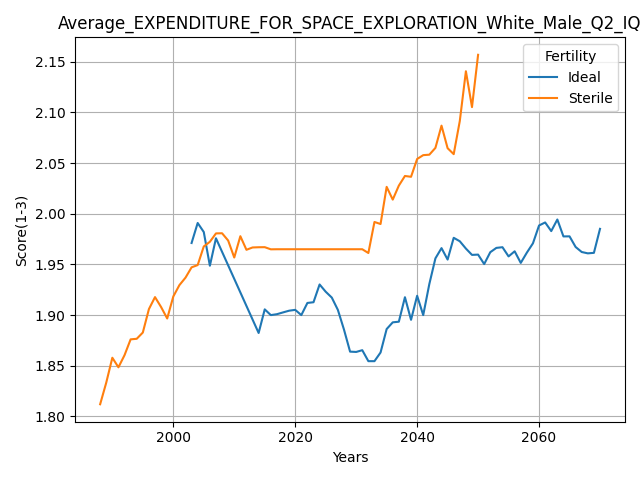 Average_EXPENDITURE_FOR_SPACE_EXPLORATION_White_Male_Q2_IQ
Fertility
Ideal
Sterile
Score(1-3)
2.15
2.10
2.05
2.00
1.95
1.90
1.85
1.80
2000
2020
2040
2060
Years